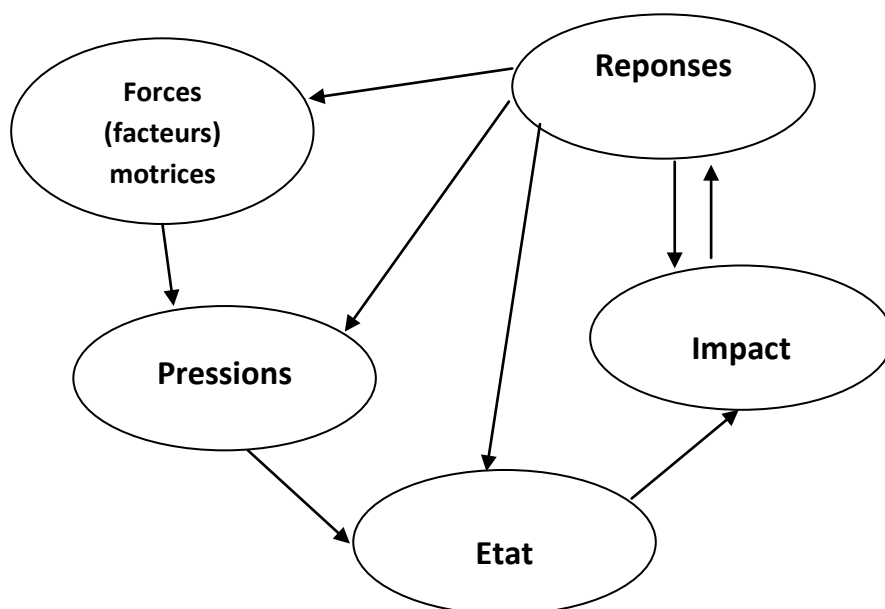 Reponses
Forces
(facteurs)
motrices
Impact
Pressions
Etat